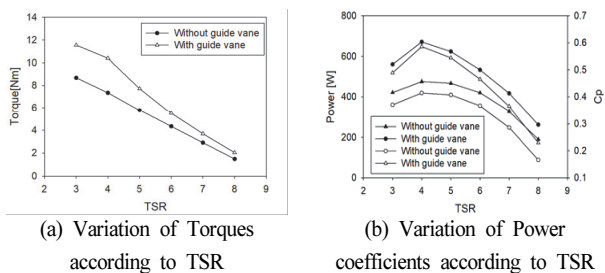 14
12
10
8
6
4
2
0
Torque[Nm]
Without guide vane
With guide vane
2 3 4 5 6 7 8 9
TSR
(a) Variation of Torques
according to TSR
800
600
400
200
0
Power [W]
Without guide vane
With guide vane
Without guide vane
With guide vane
0.7
0.6
0.5
0.4
0.3
0.2
0.1
Cp
2 3 4 5 6 7 8 9
TSR
(b) Variation of Power
coefficients according to TSR